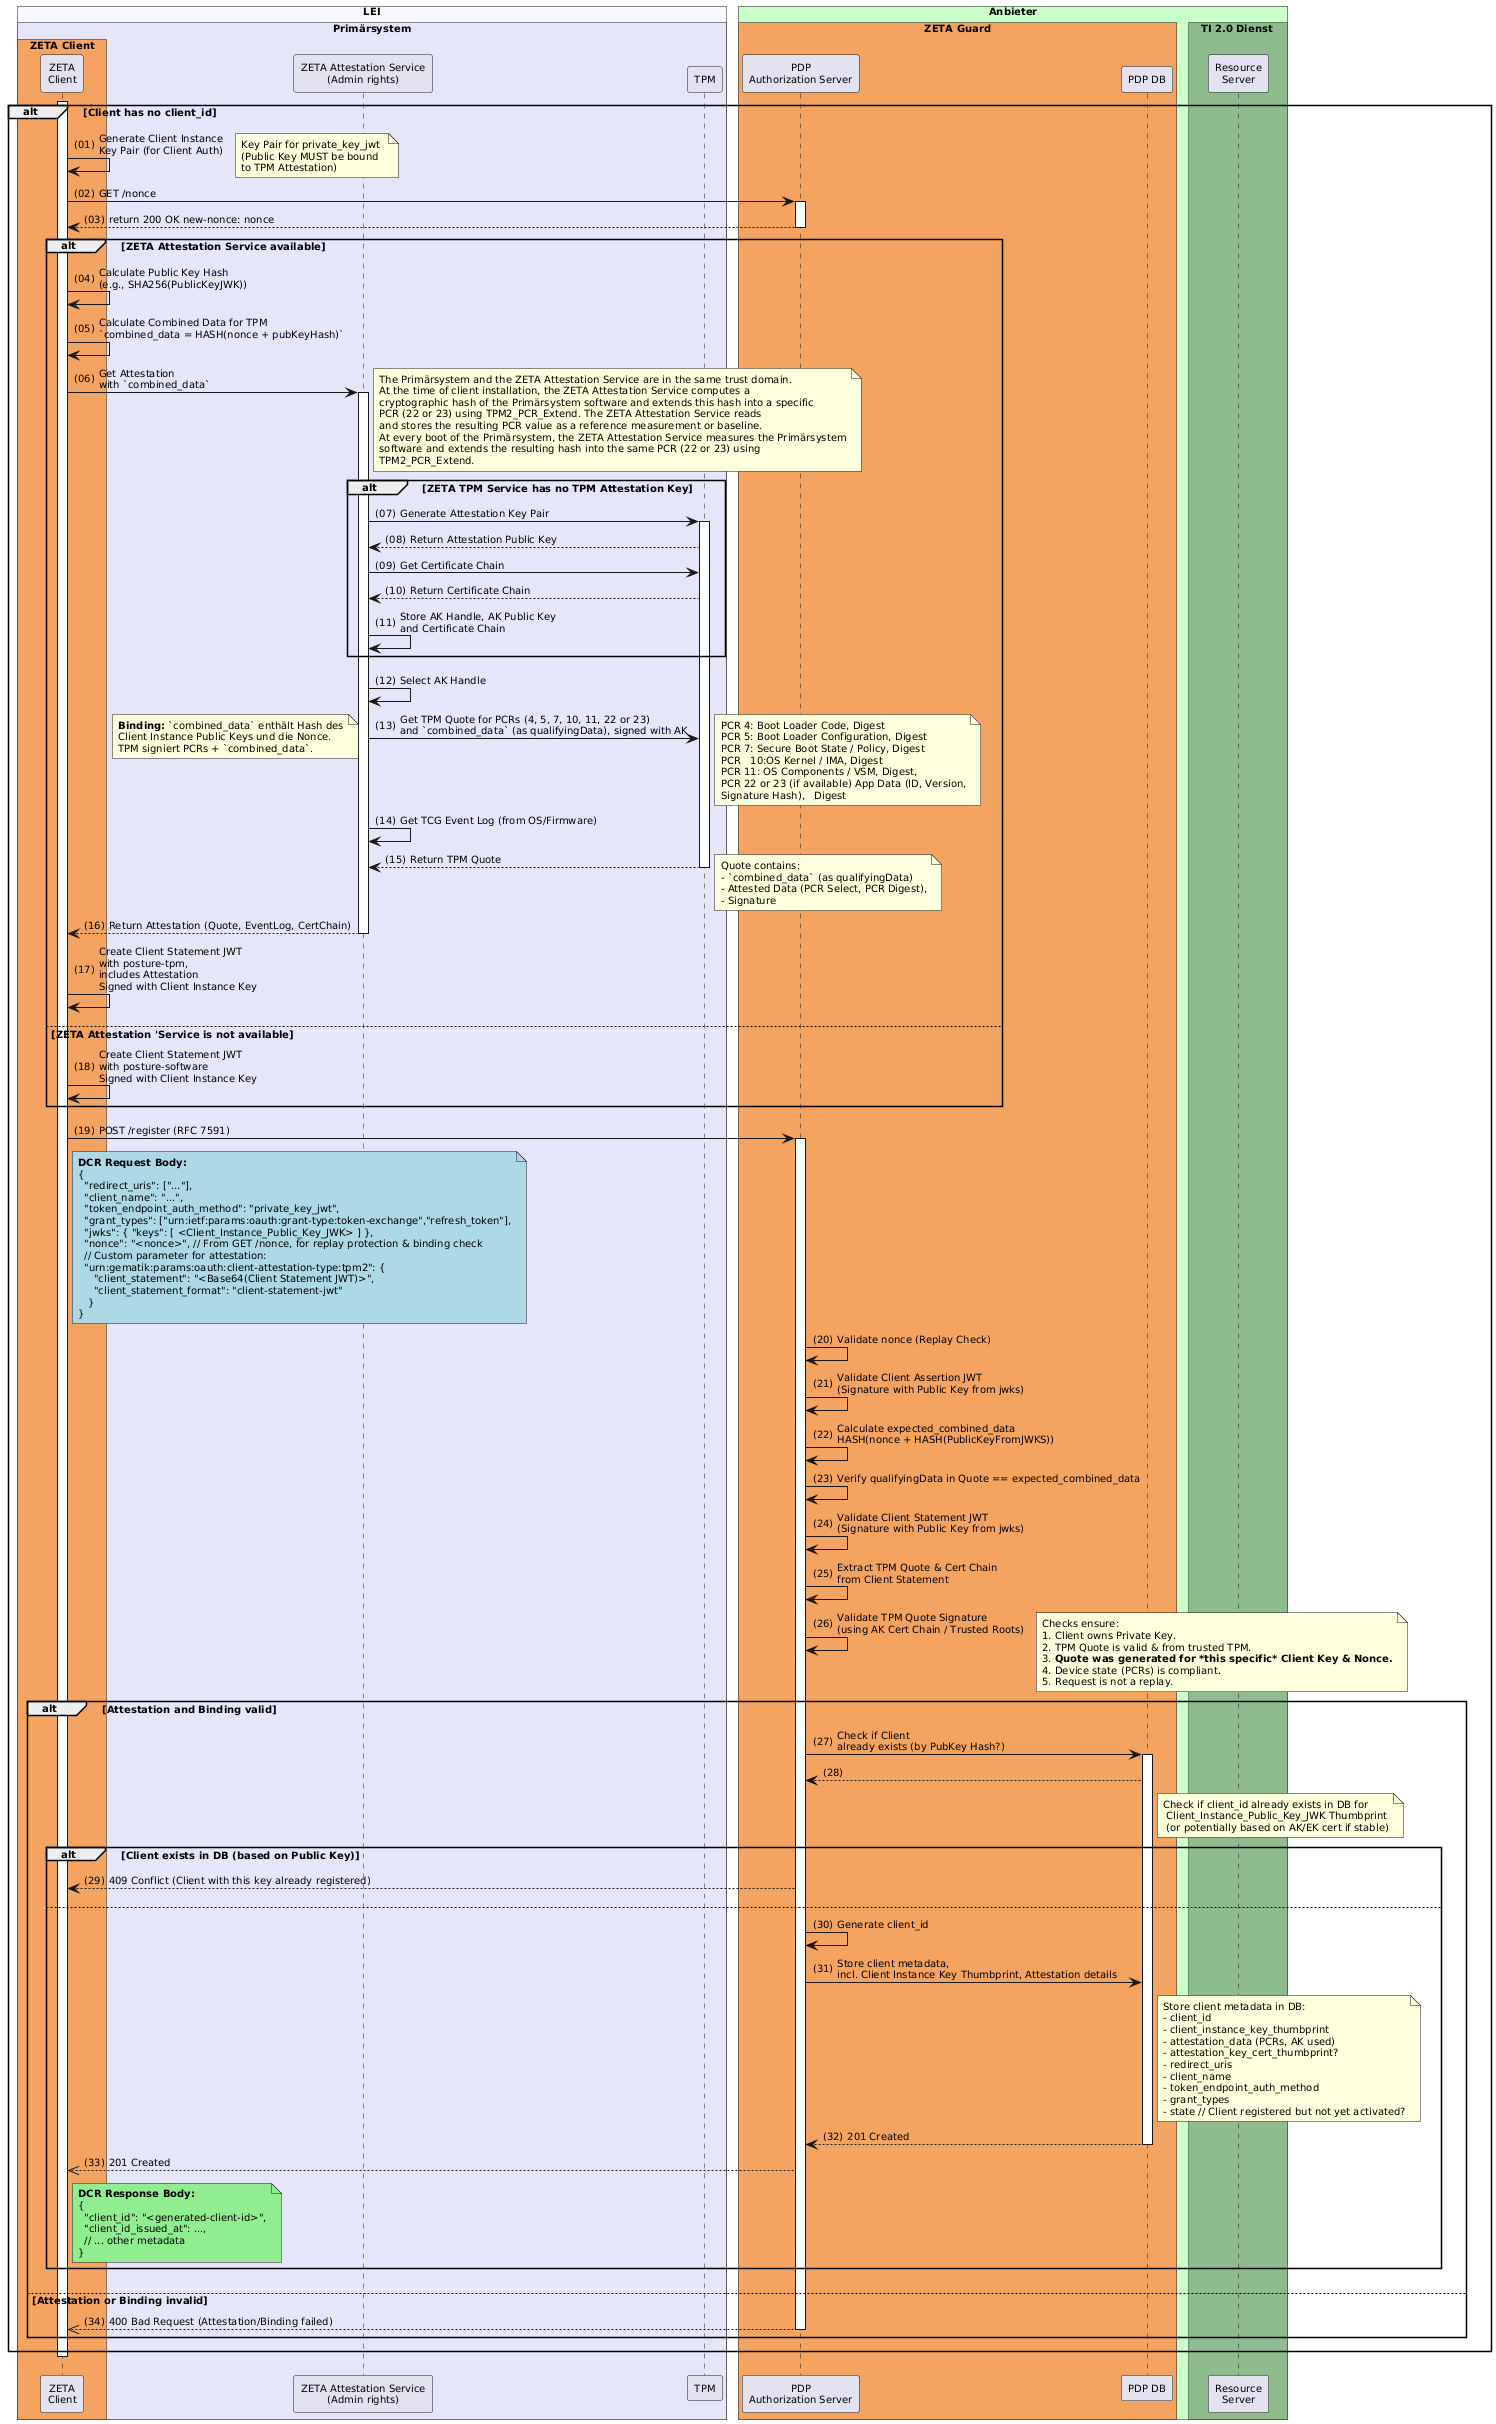 LEI
Anbieter
Primärsystem
ZETA Guard
TI 2.0 Dienst
ZETA Client
ZETA
Client
ZETA Attestation Service
(Admin rights)
TPM
PDP
Authorization Server
PDP DB
Resource
Server
alt [Client has no client_id]
(01) Generate Client Instance
Key Pair (for Client Auth)
Key Pair for private_key_jwt
(Public Key MUST be bound
to TPM Attestation)
(02) GET /nonce
(03) return 200 OK new-nonce: nonce
alt [ZETA Attestation Service available]
(04) Calculate Public Key Hash
(e.g., SHA256(PublicKeyJWK))
(05) Calculate Combined Data for TPM
`combined_data = HASH(nonce + pubKeyHash)`
(06) Get Attestation
with `combined_data`
The Primärsystem and the ZETA Attestation Service are in the same trust domain.
At the time of client installation, the ZETA Attestation Service computes a
cryptographic hash of the Primärsystem software and extends this hash into a specific
PCR (22 or 23) using TPM2_PCR_Extend. The ZETA Attestation Service reads
and stores the resulting PCR value as a reference measurement or baseline.
At every boot of the Primärsystem, the ZETA Attestation Service measures the Primärsystem
software and extends the resulting hash into the same PCR (22 or 23) using
TPM2_PCR_Extend.
alt [ZETA TPM Service has no TPM Attestation Key]
(07) Generate Attestation Key Pair
(08) Return Attestation Public Key
(09) Get Certificate Chain
(10) Return Certificate Chain
(11) Store AK Handle, AK Public Key
and Certificate Chain
(12) Select AK Handle
Binding: `combined_data` enthält Hash des
Client Instance Public Keys und die Nonce.
TPM signiert PCRs + `combined_data`.
(13) Get TPM Quote for PCRs (4, 5, 7, 10, 11, 22 or 23)
and `combined_data` (as qualifyingData), signed with AK
PCR 4: Boot Loader Code, Digest
PCR 5: Boot Loader Configuration, Digest
PCR 7: Secure Boot State / Policy, Digest
PCR   10:OS Kernel / IMA, Digest
PCR 11: OS Components / VSM, Digest,
PCR 22 or 23 (if available) App Data (ID, Version,
Signature Hash),   Digest
(14) Get TCG Event Log (from OS/Firmware)
(15) Return TPM Quote
Quote contains:
- `combined_data` (as qualifyingData)
- Attested Data (PCR Select, PCR Digest),
- Signature
(16) Return Attestation (Quote, EventLog, CertChain)
(17) Create Client Statement JWT
with posture-tpm,
includes Attestation
Signed with Client Instance Key
[ZETA Attestation 'Service is not available]
(18) Create Client Statement JWT
with posture-software
Signed with Client Instance Key
(19) POST /register (RFC 7591)
DCR Request Body:
{
"redirect_uris": ["..."],
"client_name": "...",
"token_endpoint_auth_method": "private_key_jwt",
"grant_types": ["urn:ietf:params:oauth:grant-type:token-exchange","refresh_token"],
"jwks": { "keys": [ <Client_Instance_Public_Key_JWK> ] },
"nonce": "<nonce>", // From GET /nonce, for replay protection & binding check
// Custom parameter for attestation:
"urn:gematik:params:oauth:client-attestation-type:tpm2": {
"client_statement": "<Base64(Client Statement JWT)>",
"client_statement_format": "client-statement-jwt"
}
}
(20) Validate nonce (Replay Check)
(21) Validate Client Assertion JWT
(Signature with Public Key from jwks)
(22) Calculate expected_combined_data
HASH(nonce + HASH(PublicKeyFromJWKS))
(23) Verify qualifyingData in Quote == expected_combined_data
(24) Validate Client Statement JWT
(Signature with Public Key from jwks)
(25) Extract TPM Quote & Cert Chain
from Client Statement
(26) Validate TPM Quote Signature
(using AK Cert Chain / Trusted Roots)
Checks ensure:
1. Client owns Private Key.
2. TPM Quote is valid & from trusted TPM.
3. Quote was generated for *this specific* Client Key & Nonce.
4. Device state (PCRs) is compliant.
5. Request is not a replay.
alt [Attestation and Binding valid]
(27) Check if Client
already exists (by PubKey Hash?)
(28)
Check if client_id already exists in DB for
Client_Instance_Public_Key_JWK Thumbprint
(or potentially based on AK/EK cert if stable)
alt [Client exists in DB (based on Public Key)]
(29) 409 Conflict (Client with this key already registered)
(30) Generate client_id
(31) Store client metadata,
incl. Client Instance Key Thumbprint, Attestation details
Store client metadata in DB:
- client_id
- client_instance_key_thumbprint
- attestation_data (PCRs, AK used)
- attestation_key_cert_thumbprint?
- redirect_uris
- client_name
- token_endpoint_auth_method
- grant_types
- state // Client registered but not yet activated?
(32) 201 Created
(33) 201 Created
DCR Response Body:
{
"client_id": "<generated-client-id>",
"client_id_issued_at": ...,
// ... other metadata
}
[Attestation or Binding invalid]
(34) 400 Bad Request (Attestation/Binding failed)
ZETA
Client
ZETA Attestation Service
(Admin rights)
TPM
PDP
Authorization Server
PDP DB
Resource
Server